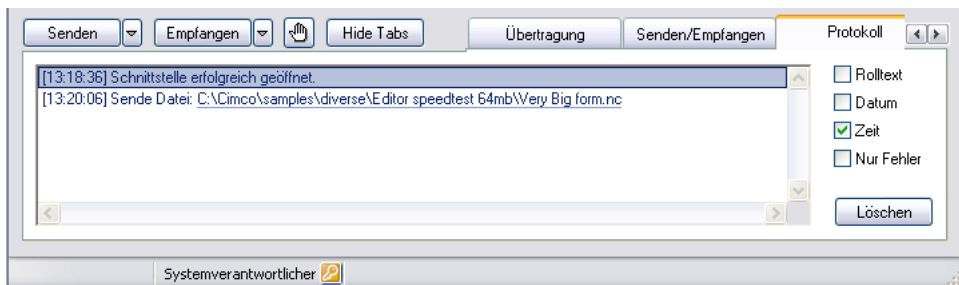 Senden Empfangen Hide Tabs Übertragung Senden/Empfangen Protokoll
[13:18:36] Schnittstelle erfolgreich geöffnet.
[13:20:06] Sende Datei: C:\Cimco\samples\diverse\Editor speedtest 64mb\Very Big form.nc
Rolltext
Datum
Zeit
Nur Fehler
Löschen
Systemverantwortlicher